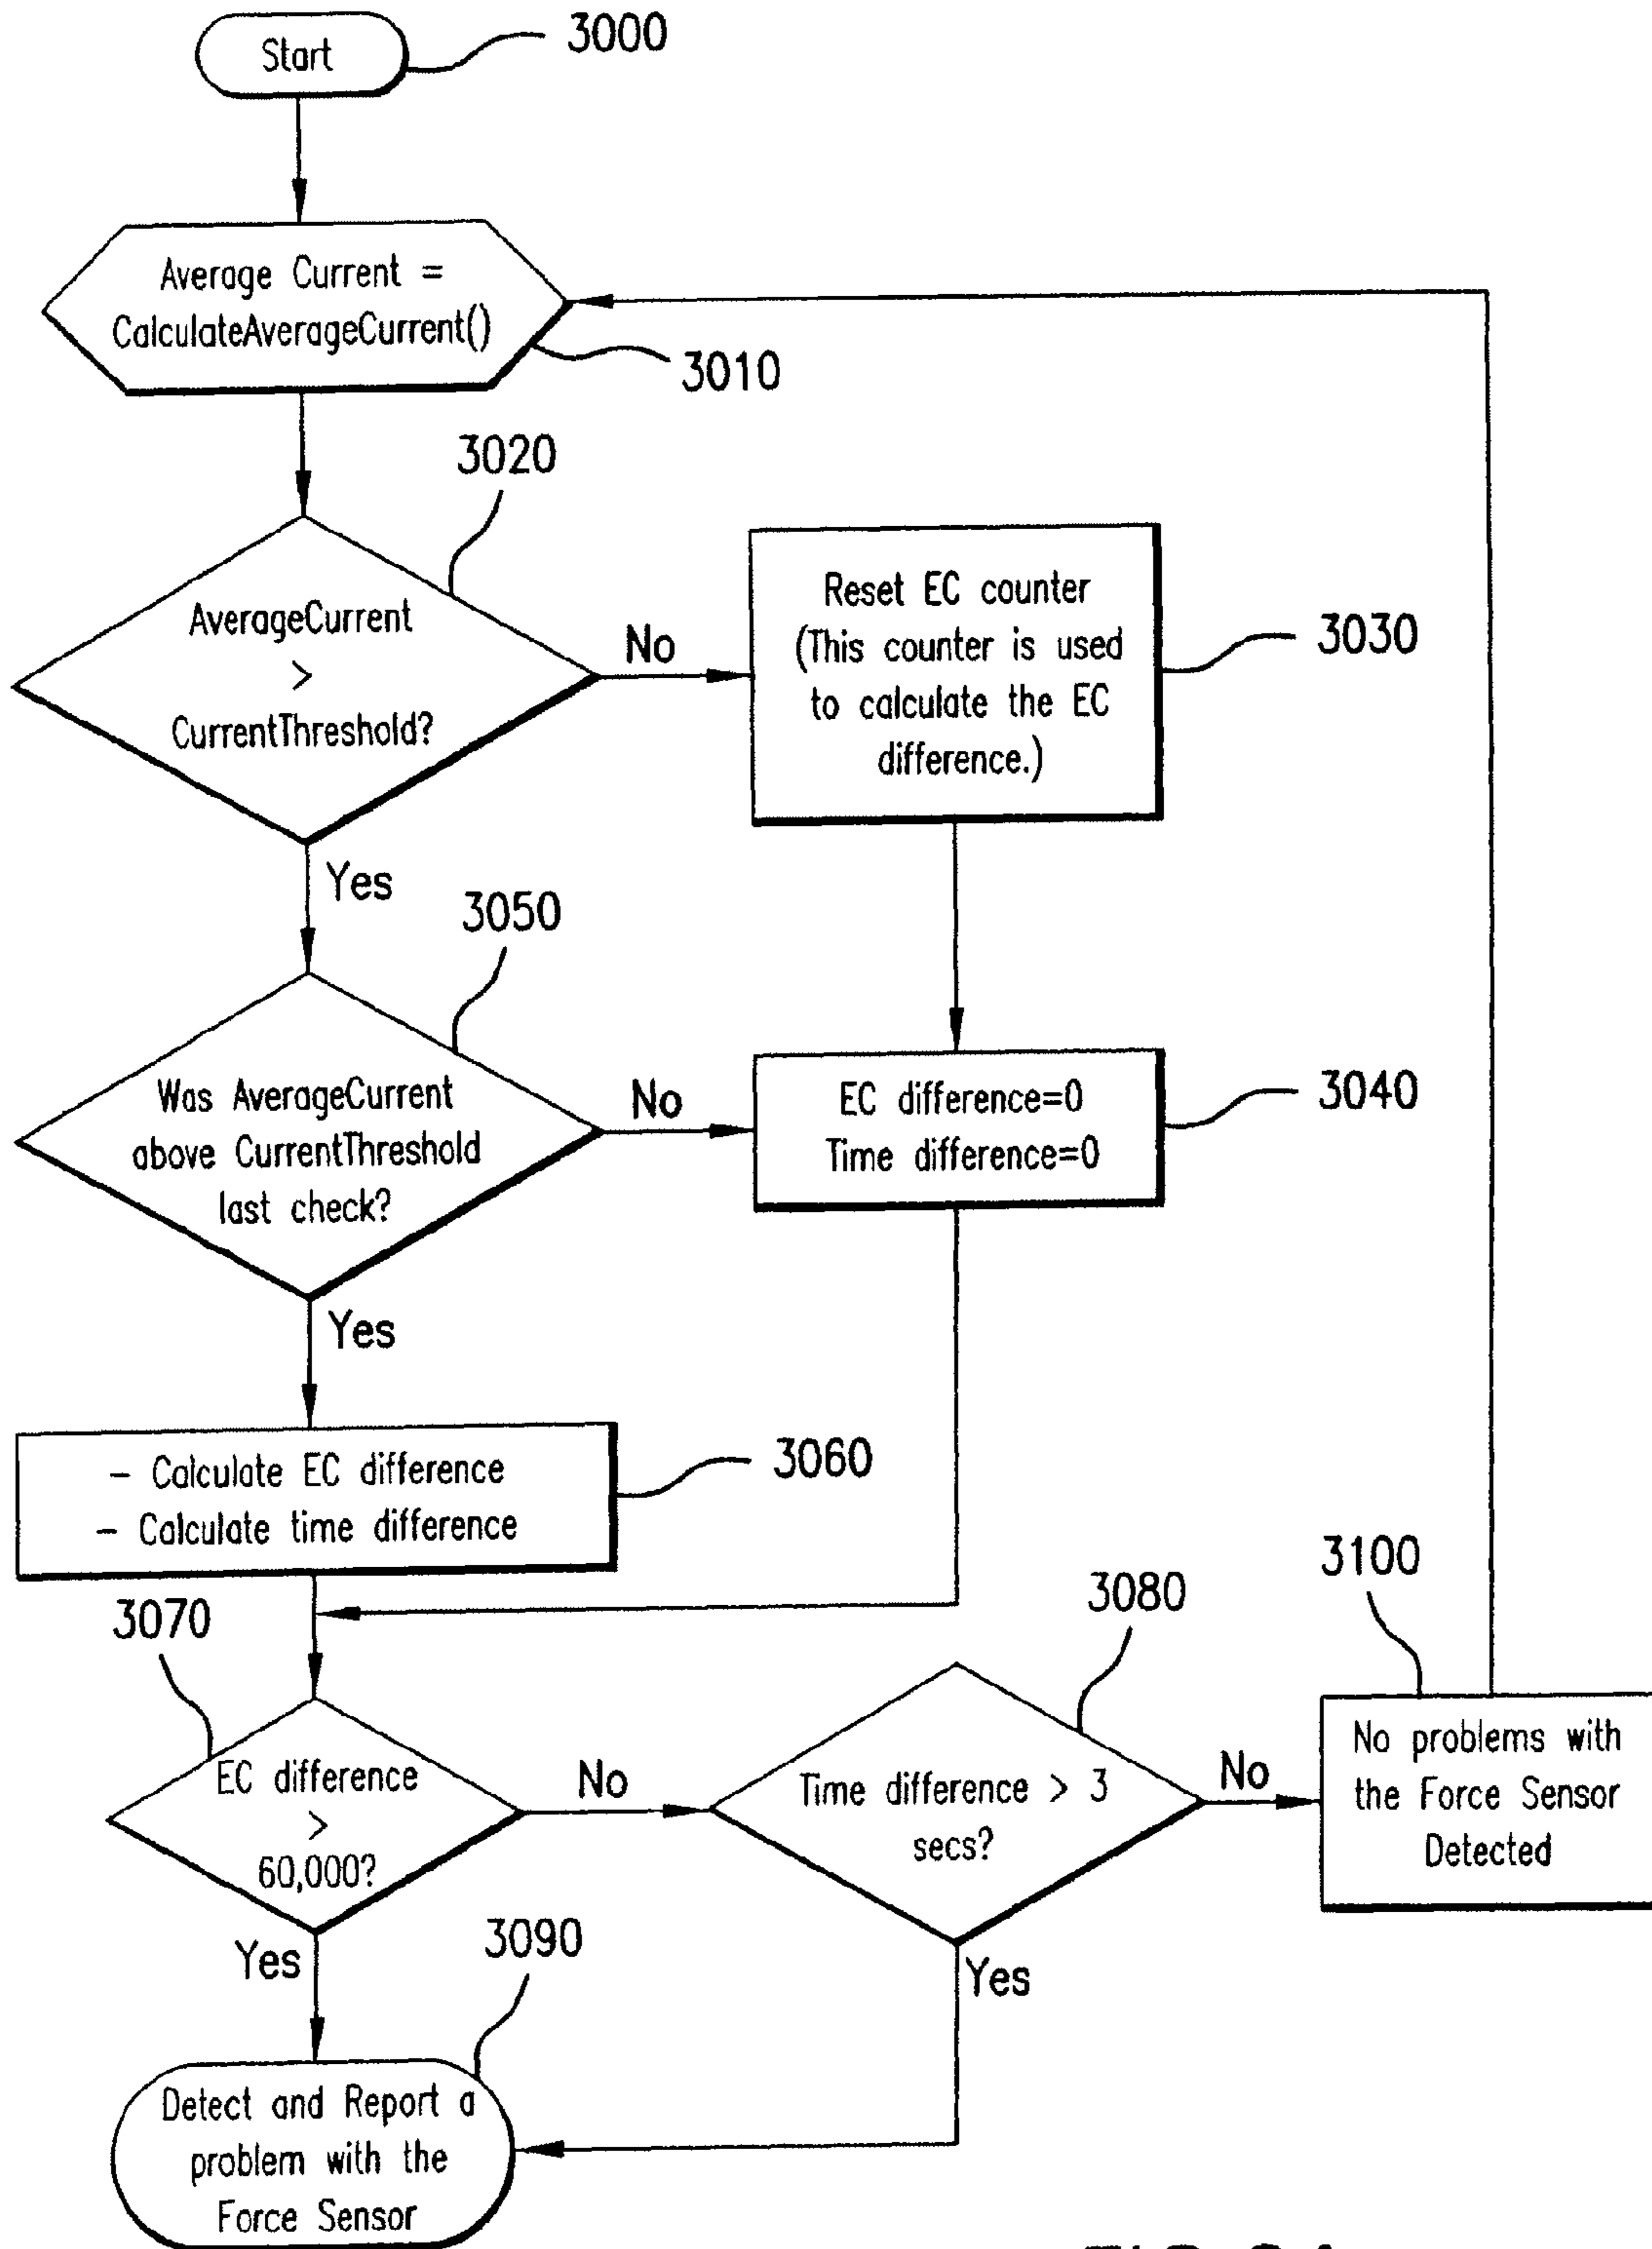 Start
3000
Average Current =
CalculateAverageCurrent()
3010
3020
AverageCurrent
>
CurrentThreshold?
No
Reset EC counter
(This counter is used
to calculate the EC
difference.)
3030
Yes
3050
Was AverageCurrent
above CurrentThreshold
last check?
No
EC difference=0
Time difference=0
3040
Yes
- Calculate EC difference
- Calculate time difference
3060
3070
EC difference
>
60,000?
No
3080
Time difference > 3
secs?
No
3100
No problems with
the Force Sensor
Detected
Yes
3090
Yes
Detect and Report a
problem with the
Force Sensor